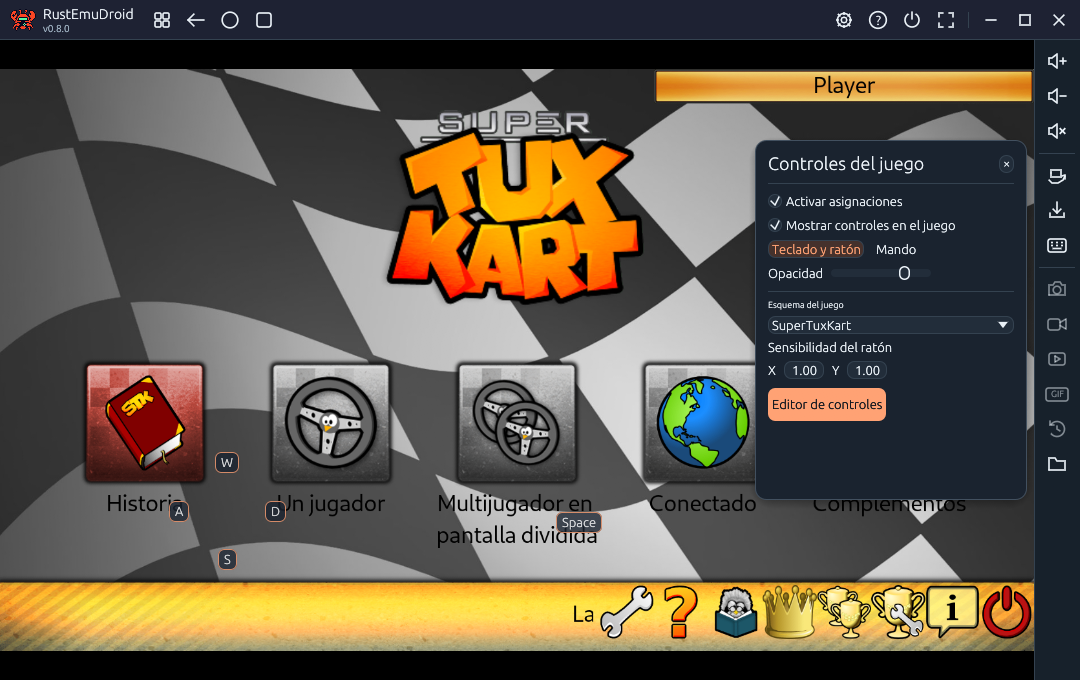 RustEmuDroid
v0.8.0
Player
SUPER
TUX
KART
Controles del juego
Activar asignaciones
Mostrar controles en el juego
Teclado y ratón Mando
Opacidad
Esquema del juego
SuperTuxKart
Sensibilidad del ratón
X 1.00 Y 1.00
Editor de controles
STK
W
Historia
Un jugador
Multijugador en
pantalla dividida
Conectado
Complementos
A
D
Space
S
La
GIF